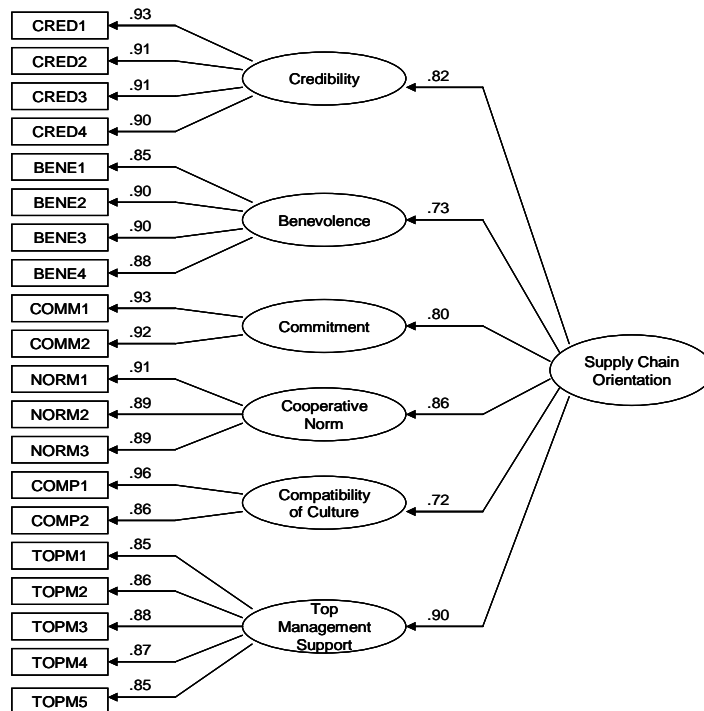 CRED1
.93
CRED2
.91
CRED3
.91
CRED4
.90
Credibility
.82
BENE1
.85
BENE2
.90
BENE3
.90
BENE4
.88
Benevolence
.73
COMM1
.93
COMM2
.92
Commitment
.80
NORM1
.91
NORM2
.89
NORM3
.89
Cooperative
Norm
.86
COMP1
.96
COMP2
.86
Compatibility
of Culture
.72
TOPM1
.85
TOPM2
.86
TOPM3
.88
TOPM4
.87
TOPM5
.85
Top
Management
Support
.90
Supply Chain
Orientation